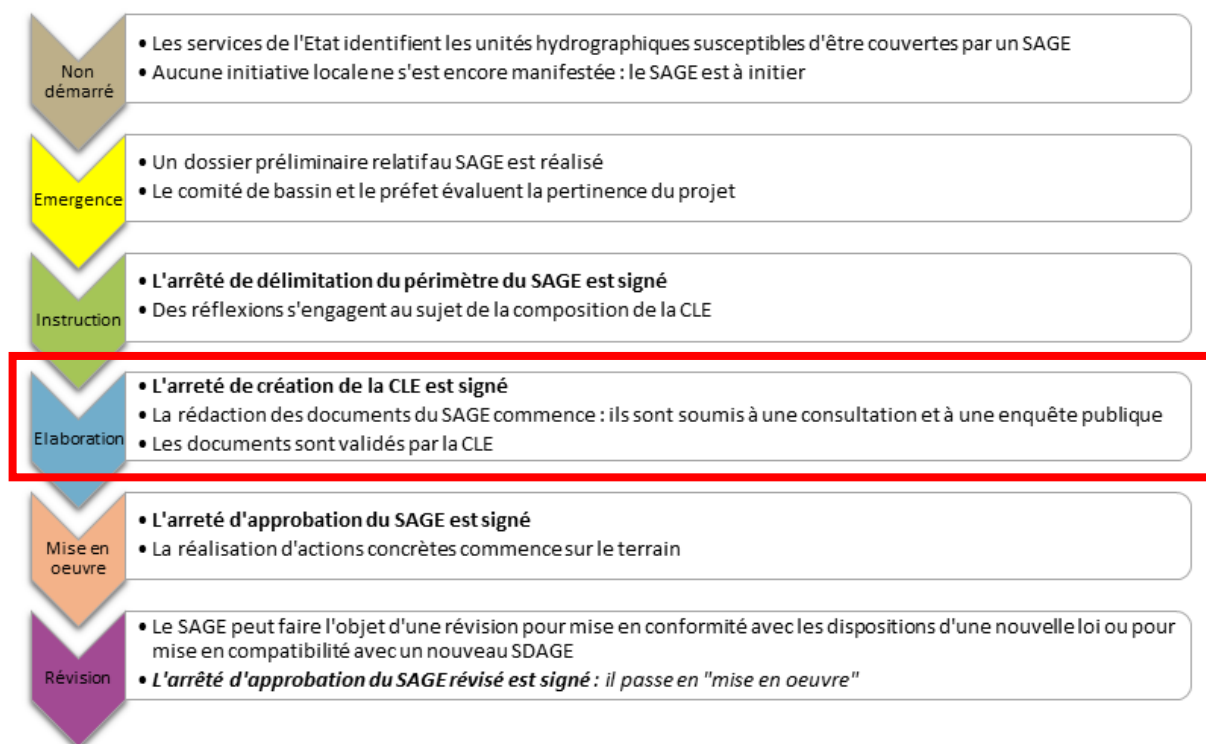 Non
démarré
• Les services de l'Etat identifient les unités hydrographiques susceptibles d'être couvertes par un SAGE
• Aucune initiative locale ne s'est encore manifestée : le SAGE est à initier
Emergence
• Un dossier préliminaire relatif au SAGE est réalisé
• Le comité de bassin et le préfet évaluent la pertinence du projet
Instruction
• L'arrêté de délimitation du périmètre du SAGE est signé
• Des réflexions s'engagent au sujet de la composition de la CLE
Elaboration
• L'arreté de création de la CLE est signé
• La rédaction des documents du SAGE commence : ils sont soumis à une consultation et à une enquête publique
• Les documents sont validés par la CLE
Mise en
oeuvre
• L'arreté d'approbation du SAGE est signé
• La réalisation d'actions concrètes commence sur le terrain
Révision
• Le SAGE peut faire l'objet d'une révision pour mise en conformité avec les dispositions d'une nouvelle loi ou pour
mise en compatibilité avec un nouveau SDAGE
• L'arrêté d'approbation du SAGE révisé est signé : il passe en "mise en oeuvre"